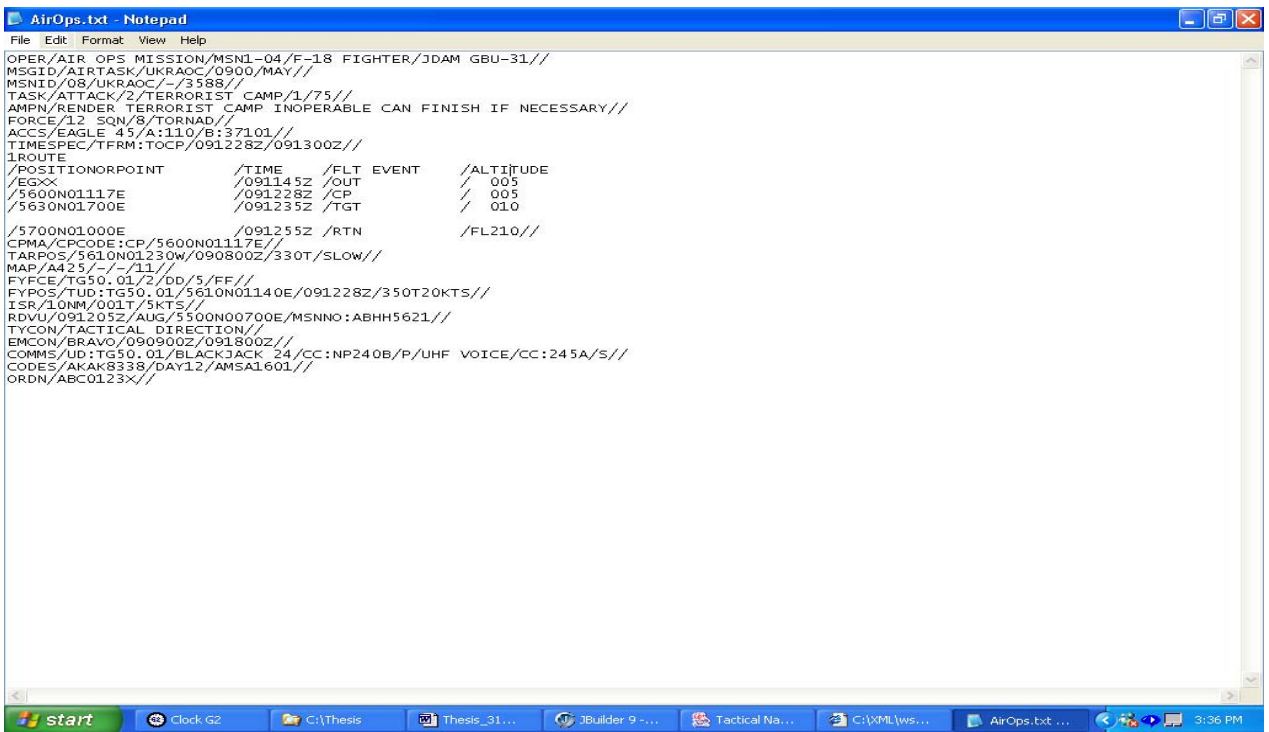 AirOps.txt - Notepad
File Edit Format View Help
OPER/AIR OPS MISSION/MSN1-04/F-18 FIGHTER/JDAM GBU-31//
MSGID/AIRTASK/UKRAOC/0900/MAY//
MSNID/08/UKRAOC/-/3588//
TASK/ATTACK/2/TERRORIST CAMP/1/75//
AMPN/RENDER TERRORIST CAMP INOPERABLE CAN FINISH IF NECESSARY//
FORCE/12 SQN/8/TORNAD//
ACCS/EAGLE 45/A:110/B:37101//
TIMESPEC/TFRM:TOCP/091228Z/091300Z//
1ROUTE
/POSITIONORPOINT /TIME /FLT EVENT /ALTITUDE
/EGXX /091145Z /OUT / 005
/5600N01117E /091228Z /CP / 005
/5630N01700E /091235Z /TGT / 010
/5700N01000E /091255Z /RTN /FL210//
CPMA/CPCODE:CP/5600N01117E//
TARPOS/5610N01230W/090800Z/330T/SLOW//
MAP/A425/-/-/11//
FYFCE/TG50.01/2/DD/5/FF//
FYPOS/TUD:TG50.01/5610N01140E/091228Z/350T20KTS//
ISR/10NM/001T/5KTS//
RDVU/091205Z/AUG/5500N00700E/MSNNO:ABHH5621//
TYCON/TACTICAL DIRECTION//
EMCON/BRAVO/090900Z/091800Z//
COMMS/UD:TG50.01/BLACKJACK 24/CC:NP240B/P/UHF VOICE/CC:245A/S//
CODES/AKAK8338/DAY12/AMSA1601//
ORDN/ABC0123X//
start Clock G2 C:\Thesis Thesis_31... JBuilder 9 -... Tactical Na... C:\XML\ws... AirOps.txt ... 3:36 PM